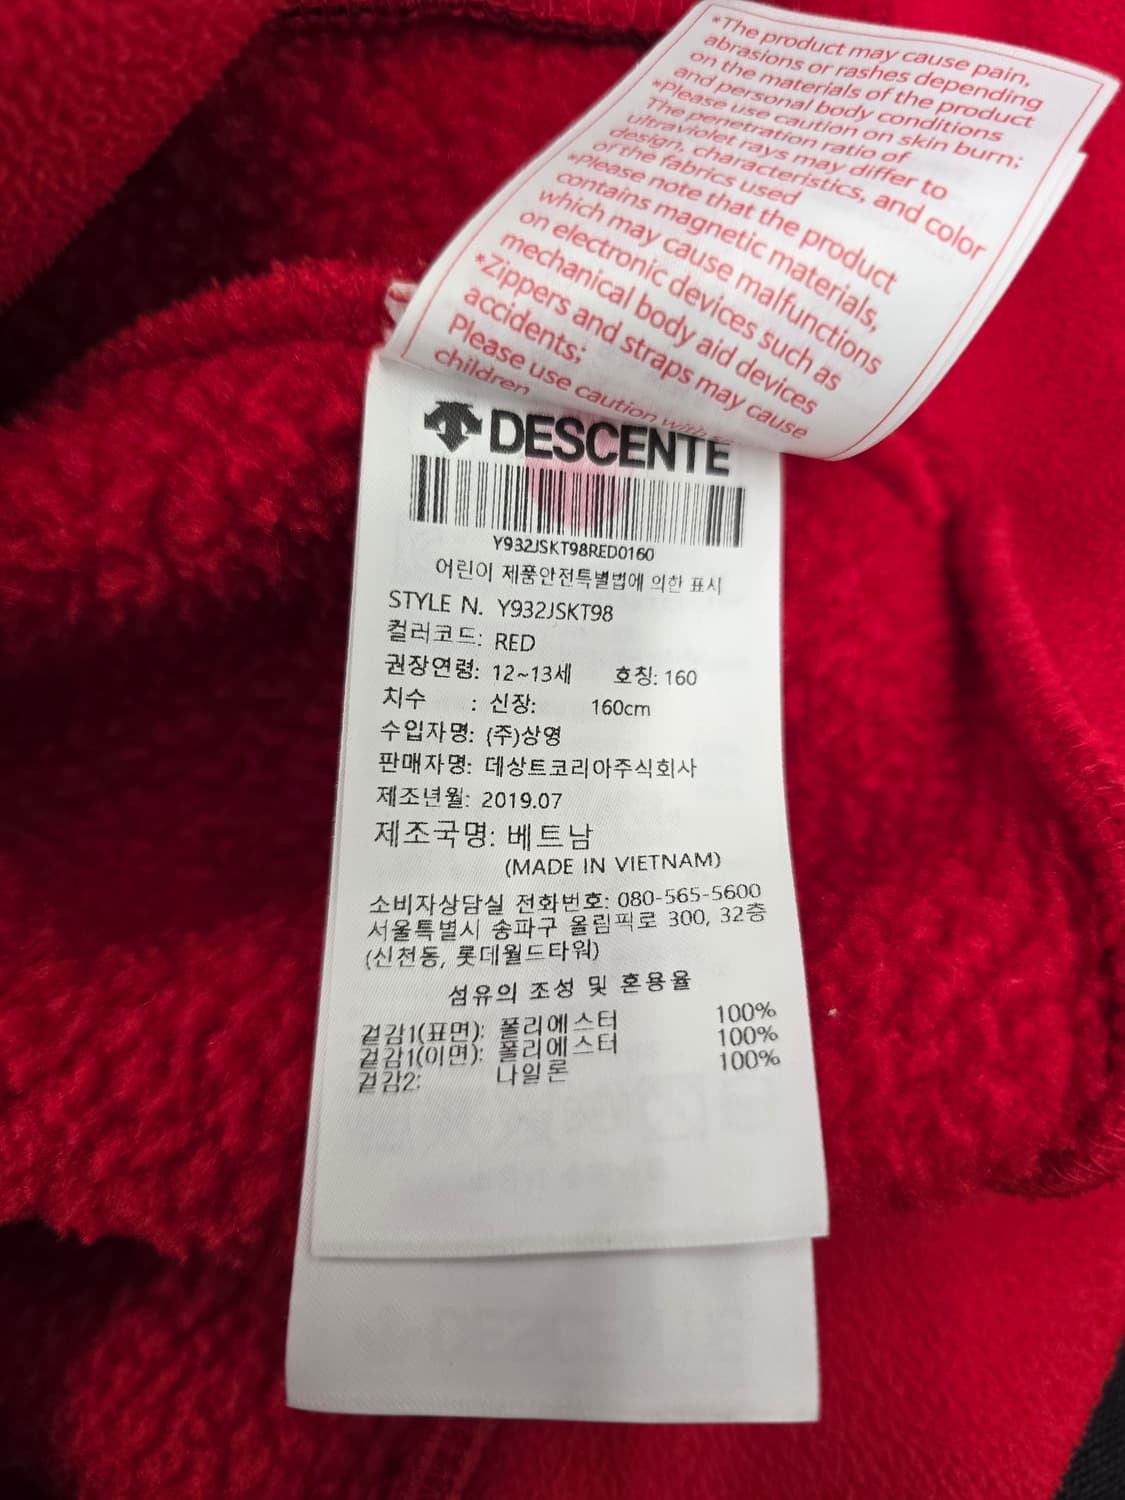 *The product may cause pain,
abrasions or rashes depending
on the materials of the product
and personal body conditions
*Please use caution on skin burn;
The penetration ratio of
ultraviolet rays may differ to
design, characteristics, and color
of the fabrics used
*Please note that the product
contains magnetic materials,
which may cause malfunctions
on electronic devices such as
mechanical body aid devices
*Zippers and straps may cause
accidents;
Please use caution with
children
DESCENTE
Y932JSKT98RED0160
어린이 제품안전특별법에 의한 표시
STYLE N. Y932JSKT98
컬러코드: RED
권장연령: 12~13세 호칭: 160
치수 : 신장: 160cm
수입자명: (주)상영
판매자명: 데상트코리아주식회사
제조년월: 2019.07
제조국명: 베트남
(MADE IN VIETNAM)
소비자상담실 전화번호: 080-565-5600
서울특별시 송파구 올림픽로 300, 32층
(신천동, 롯데월드타워)
섬유의 조성 및 혼용율
겉감1(표면): 폴리에스터 100%
겉감1(이면): 폴리에스터 100%
겉감2: 나일론 100%